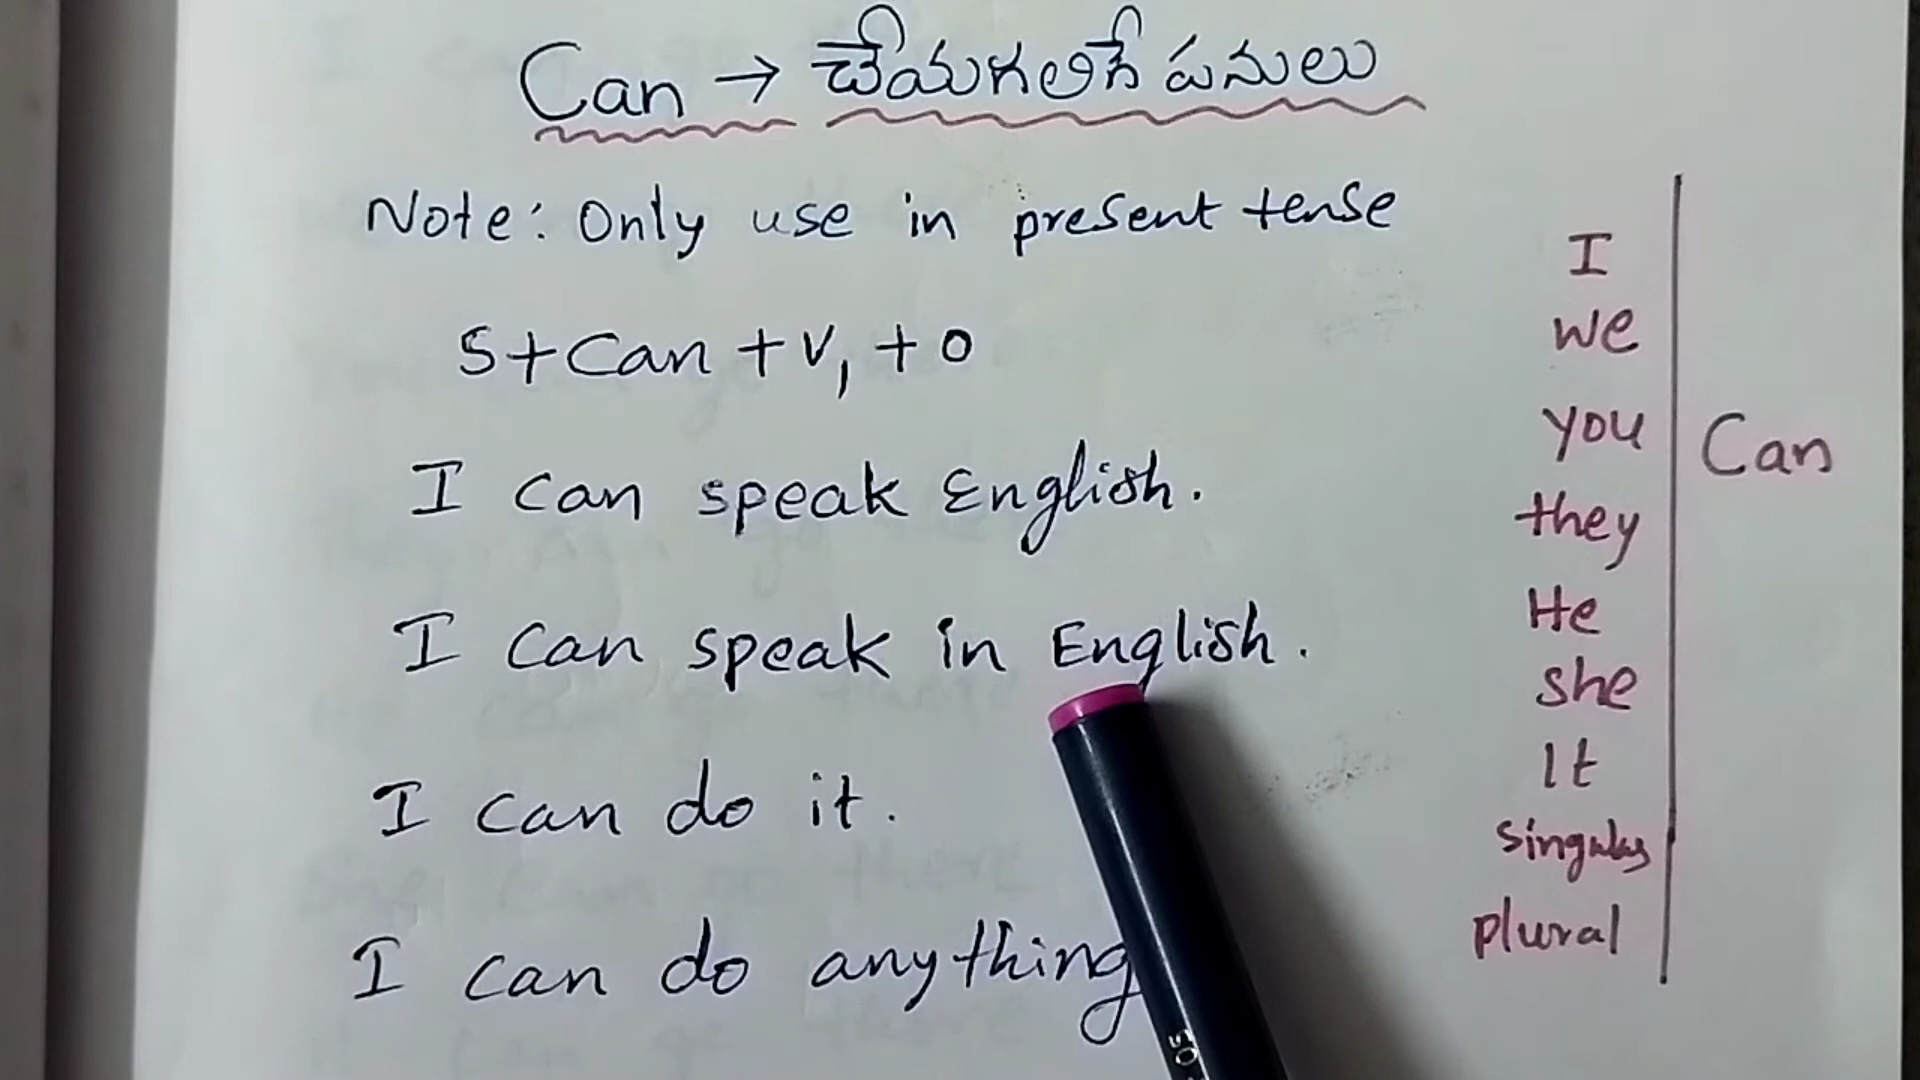 Can → చేయగలిగే పనులు
Note: Only use in present tense
S+Can+V₁+O
I can speak English.
I can speak in English.
I can do it.
I can do anything
I
we
you
they
He
she
It
singular
plural
Can
so